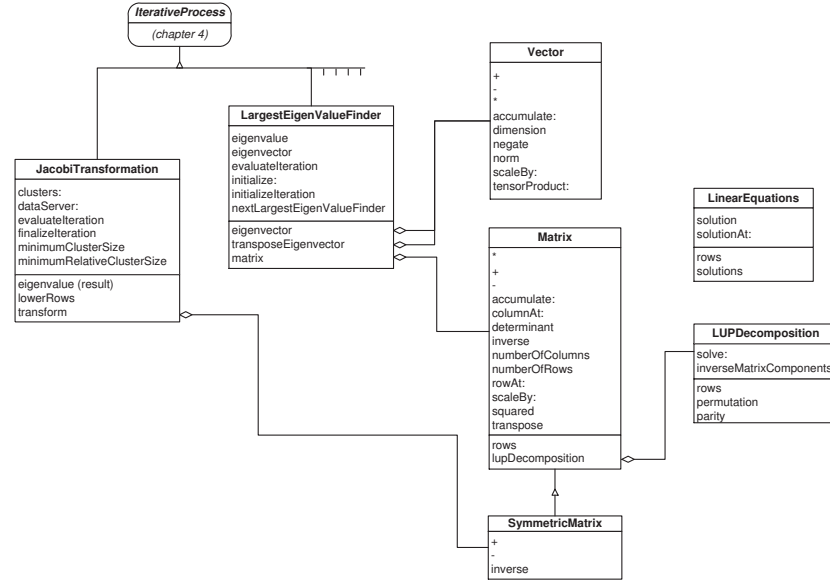 IterativeProcess
(chapter 4)
Vector
+
-
*
accumulate:
dimension
negate
norm
scaleBy:
tensorProduct:
LargestEigenValueFinder
eigenvalue
eigenvector
evaluateIteration
initialize:
initializeIteration
nextLargestEigenValueFinder
eigenvector
transposeEigenvector
matrix
JacobiTransformation
clusters:
dataServer:
evaluateIteration
finalizeIteration
minimumClusterSize
minimumRelativeClusterSize
eigenvalue (result)
lowerRows
transform
LinearEquations
solution
solutionAt:
rows
solutions
Matrix
*
+
-
accumulate:
columnAt:
determinant
inverse
numberOfColumns
numberOfRows
rowAt:
scaleBy:
squared
transpose
rows
lupDecomposition
LUPDecomposition
solve:
inverseMatrixComponents
rows
permutation
parity
SymmetricMatrix
+
-
inverse